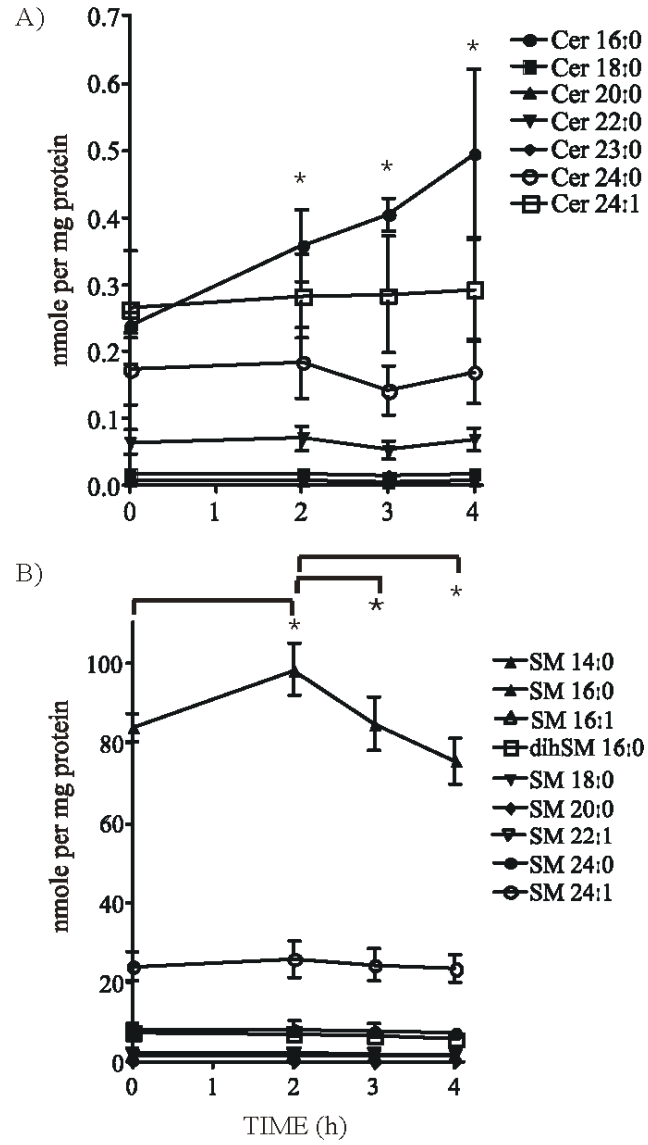 A)
0.7
0.6
0.5
0.4
0.3
0.2
0.1
0.0
nmole per mg protein
0 1 2 3 4
* * *
Cer 16:0
Cer 18:0
Cer 20:0
Cer 22:0
Cer 23:0
Cer 24:0
Cer 24:1
B)
* * *
100
80
60
40
20
0
nmole per mg protein
0 1 2 3 4
TIME (h)
SM 14:0
SM 16:0
SM 16:1
dihSM 16:0
SM 18:0
SM 20:0
SM 22:1
SM 24:0
SM 24:1